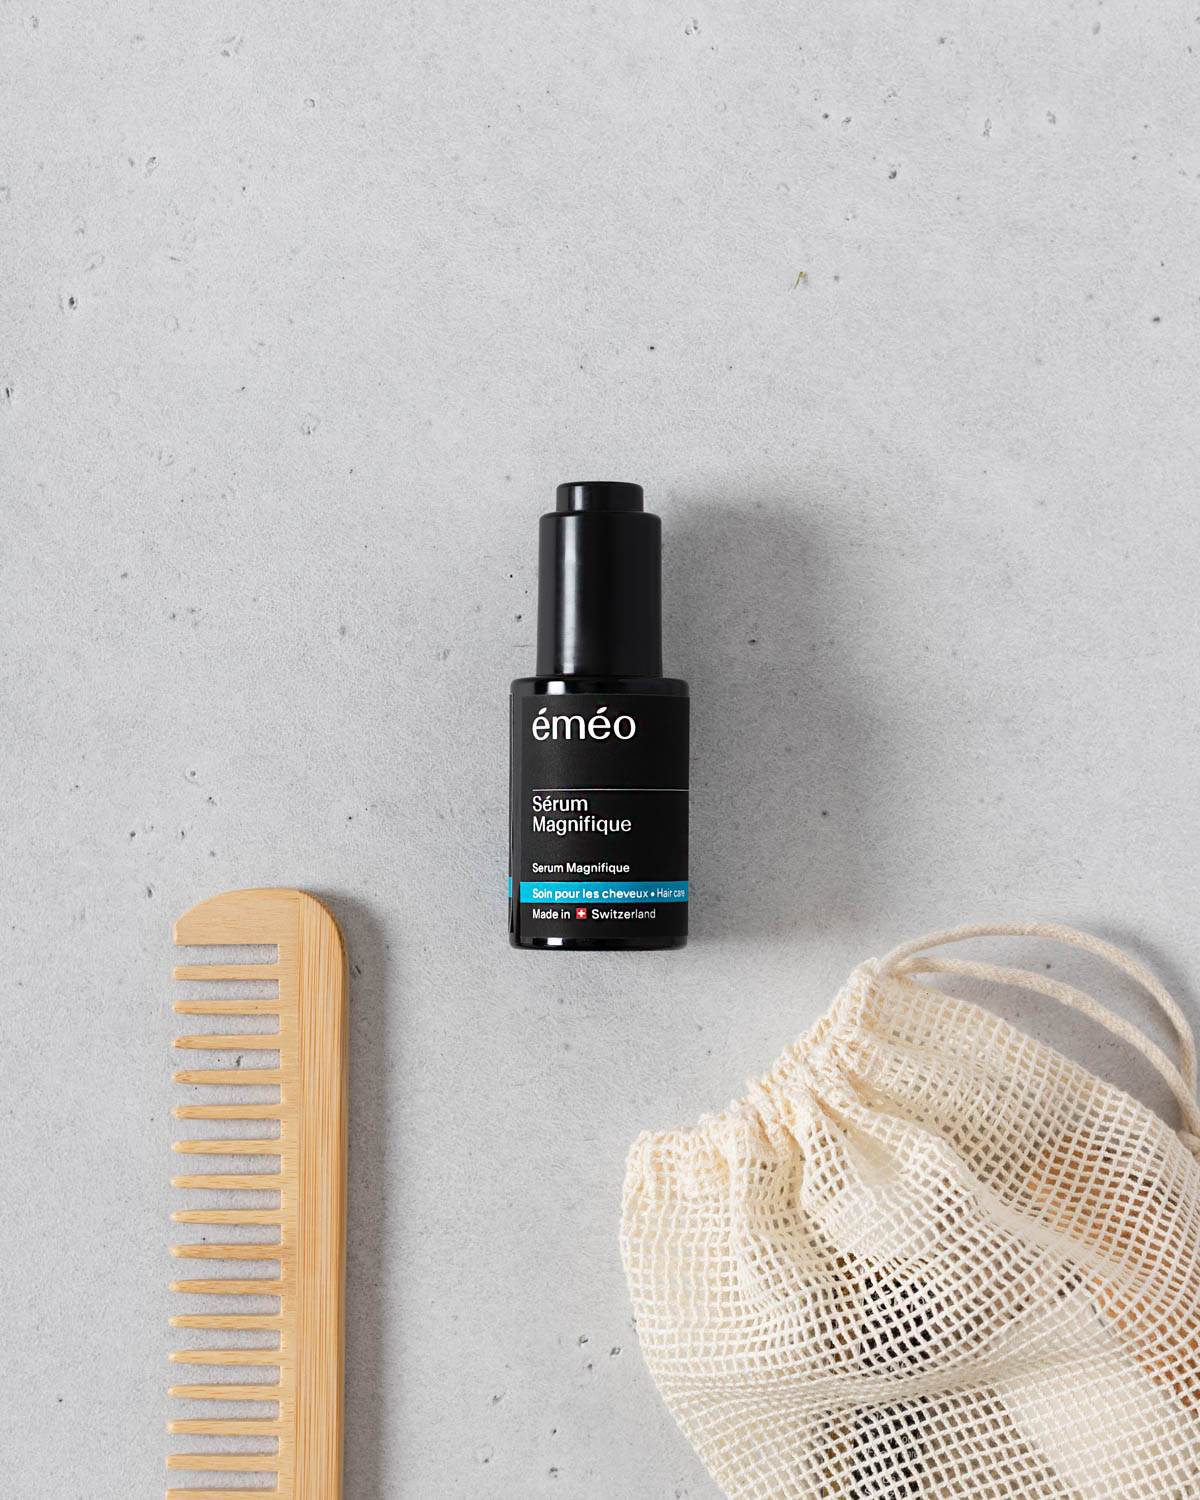 éméo
Sérum
Magnifique
Serum Magnifique
Soin pour les cheveux • Hair care
Made in Switzerland